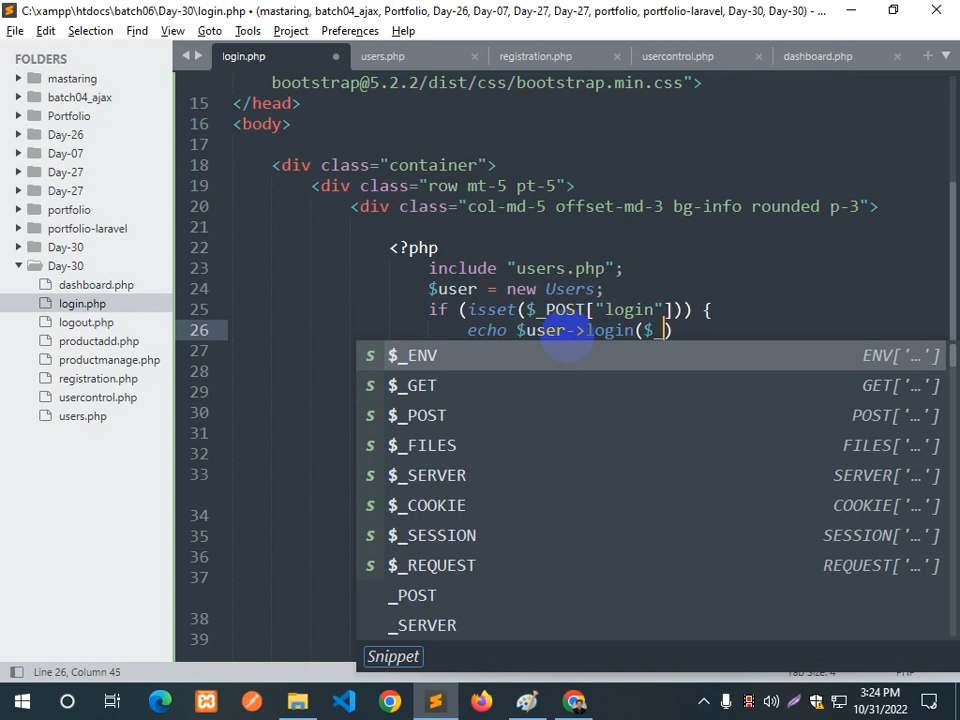 C:\xampp\htdocs\batch06\Day-30\login.php • (mastaring, batch04_ajax, Portfolio, Day-26, Day-07, Day-27, Day-27, portfolio, portfolio-laravel, Day-30, Day-30) - ...
File Edit Selection Find View Goto Tools Project Preferences Help
FOLDERS
mastaring
batch04_ajax
Portfolio
Day-26
Day-07
Day-27
Day-27
portfolio
portfolio-laravel
Day-30
Day-30
dashboard.php
login.php
logout.php
productadd.php
productmanage.php
registration.php
usercontrol.php
users.php
login.php users.php registration.php usercontrol.php dashboard.php
bootstrap@5.2.2/dist/css/bootstrap.min.css">
15 </head>
16 <body>
17
18 <div class="container">
19 <div class="row mt-5 pt-5">
20 <div class="col-md-5 offset-md-3 bg-info rounded p-3">
21
22 <?php
23 include "users.php";
24 $user = new Users;
25 if (isset($_POST["login"])) {
26 echo $user->login($_)
27
28
29
30
31
32
33
34
35
36
37
38
39
$_ENV ENV['…']
$_GET GET['…']
$_POST POST['…']
$_FILES FILES['…']
$_SERVER SERVER['…']
$_COOKIE COOKIE['…']
$_SESSION SESSION['…']
$_REQUEST REQUEST['…']
_POST
_SERVER
Snippet
Line 26, Column 45
3:24 PM
10/31/2022